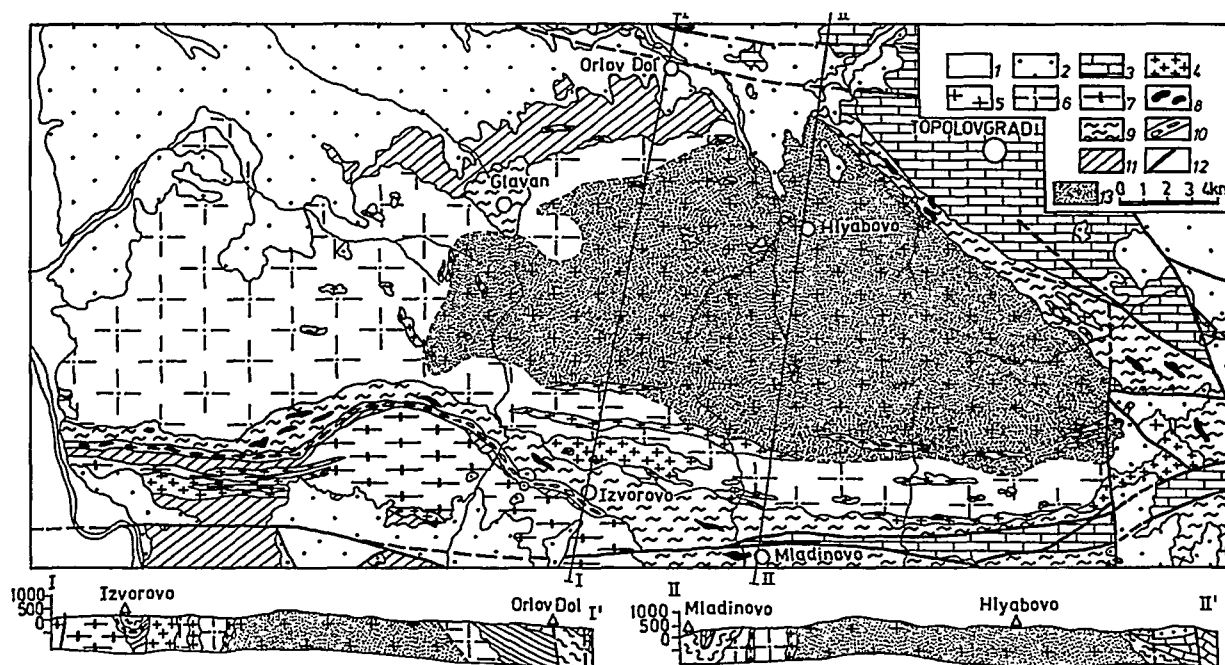 I II
Orlov Dol
1 2 3 4
5 6 7 8
TOPOLOVGRAD
9 10
11 12
13 0 1 2 3 4km
Glavan
Hlyabovo
Izvorovo
Mladinovo
I II
I Izvorovo Orlov Dol I'
1000
500
0
II Mladinovo Hlyabovo II'
1000
500
0